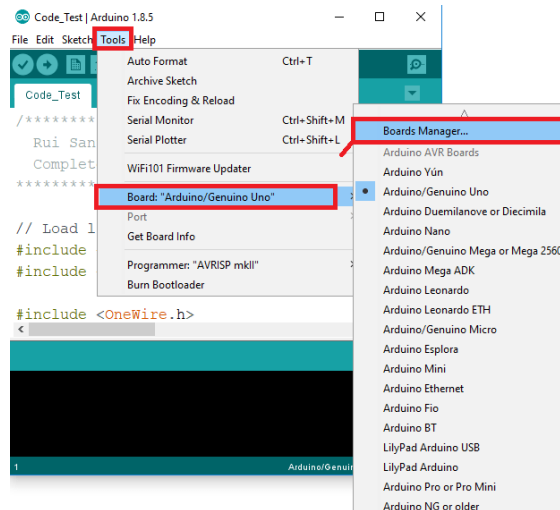 Code_Test | Arduino 1.8.5
File Edit Sketch Tools Help
Auto Format Ctrl+T
Archive Sketch
Fix Encoding & Reload
Serial Monitor Ctrl+Shift+M
Serial Plotter Ctrl+Shift+L
WiFi101 Firmware Updater
Board: "Arduino/Genuino Uno"
Port
Get Board Info
Programmer: "AVRISP mkII"
Burn Bootloader
Code_Test
/********
Rui San
Complet
*********
// Load l
#include
#include
#include <OneWire.h>
1 Arduino/Genuin
Boards Manager...
Arduino AVR Boards
Arduino Yún
Arduino/Genuino Uno
Arduino Duemilanove or Diecimila
Arduino Nano
Arduino/Genuino Mega or Mega 2560
Arduino Mega ADK
Arduino Leonardo
Arduino Leonardo ETH
Arduino/Genuino Micro
Arduino Esplora
Arduino Mini
Arduino Ethernet
Arduino Fio
Arduino BT
LilyPad Arduino USB
LilyPad Arduino
Arduino Pro or Pro Mini
Arduino NG or older